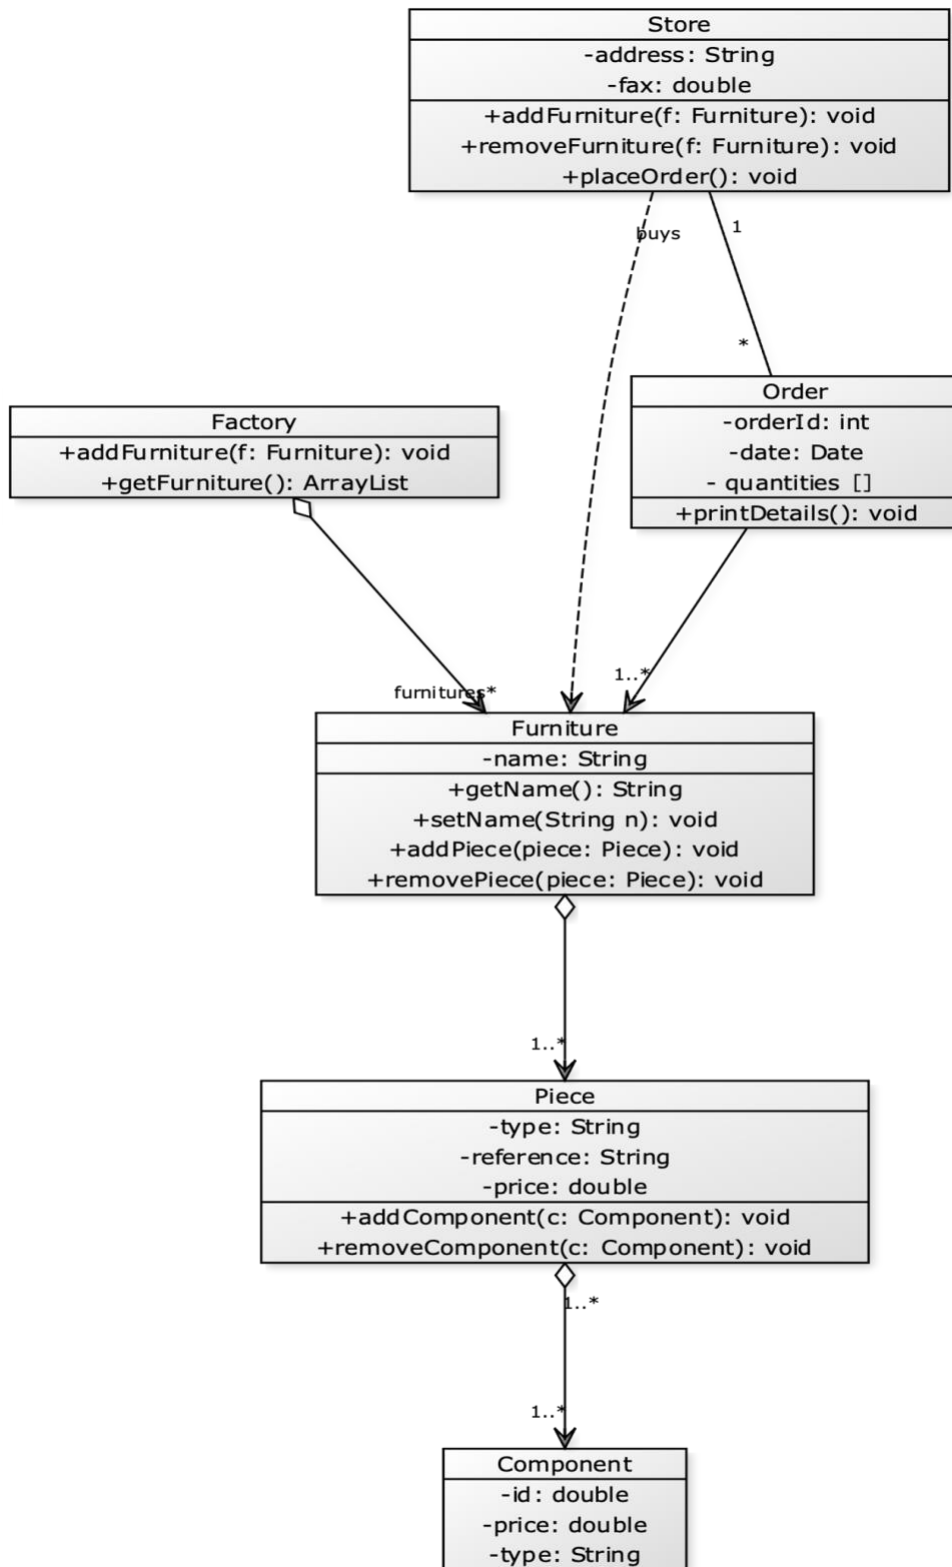 Store
-address: String
-fax: double
+addFurniture(f: Furniture): void
+removeFurniture(f: Furniture): void
+placeOrder(): void
buys
1
*
Order
-orderId: int
-date: Date
- quantities []
+printDetails(): void
Factory
+addFurniture(f: Furniture): void
+getFurniture(): ArrayList
1..*
furnitures*
Furniture
-name: String
+getName(): String
+setName(String n): void
+addPiece(piece: Piece): void
+removePiece(piece: Piece): void
1..*
Piece
-type: String
-reference: String
-price: double
+addComponent(c: Component): void
+removeComponent(c: Component): void
1..*
1..*
Component
-id: double
-price: double
-type: String